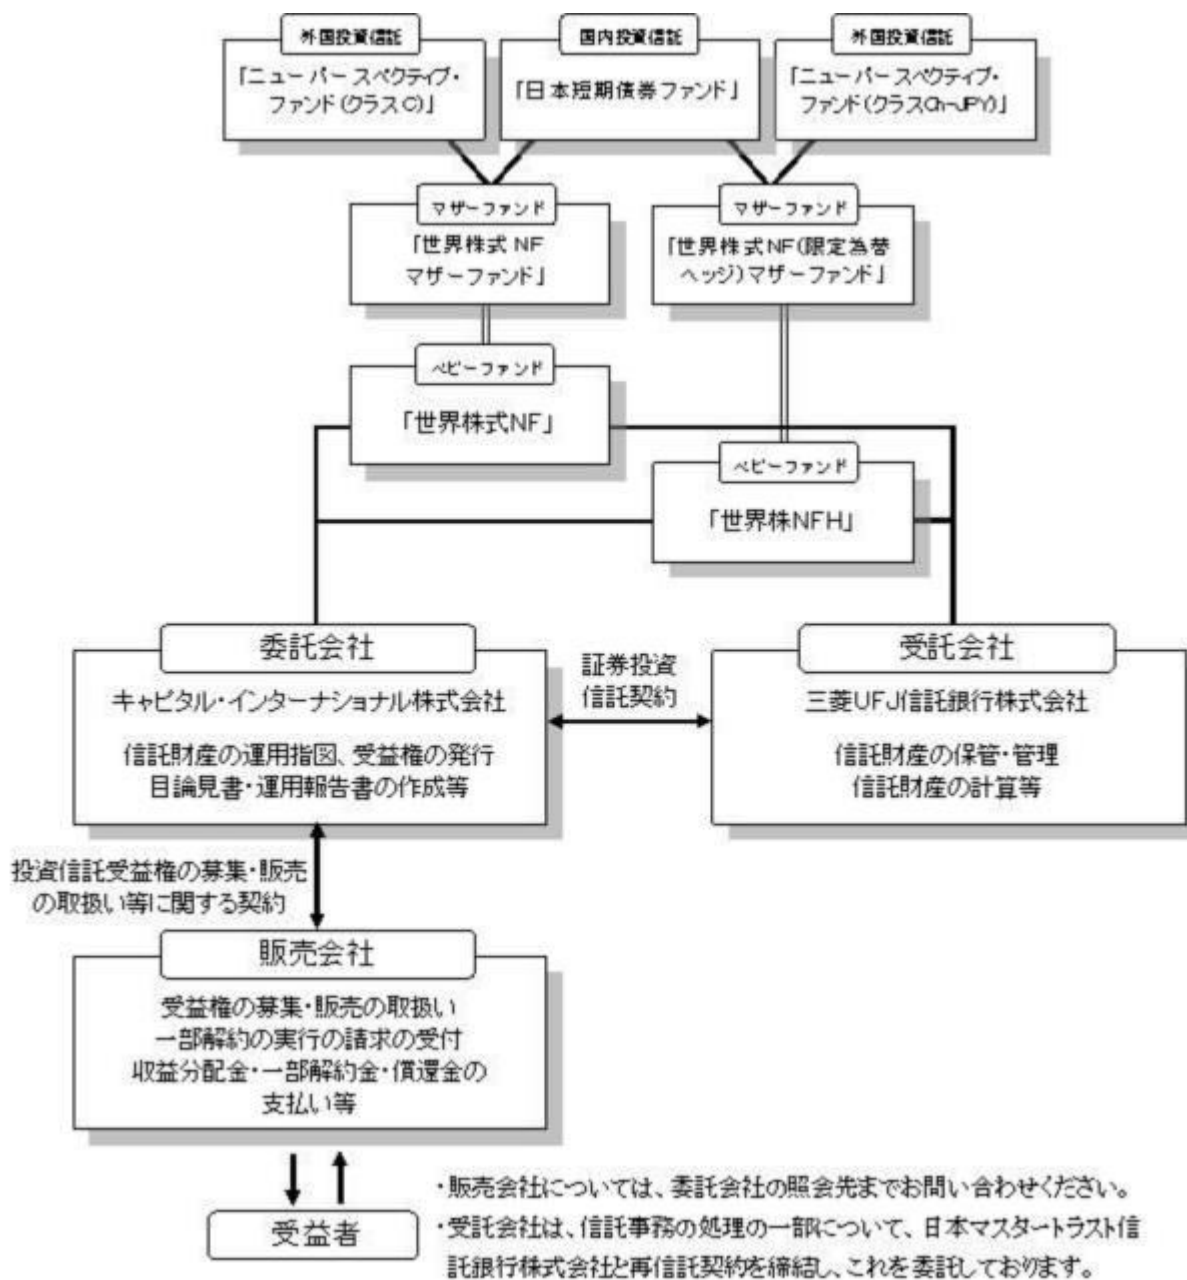 外国投資信託
「ニューパースペクティブ・
ファンド(クラスC)」
国内投資信託
「日本短期債券ファンド」
外国投資信託
「ニューパースペクティブ・
ファンド(クラスCh-JPY)」
マザーファンド
「世界株式 NF
マザーファンド」
マザーファンド
「世界株式NF(限定為替
ヘッジ)マザーファンド」
ベビーファンド
「世界株式NF」
ベビーファンド
「世界株NFH」
委託会社
キャピタル・インターナショナル株式会社
信託財産の運用指図、受益権の発行
目論見書・運用報告書の作成等
証券投資
信託契約
受託会社
三菱UFJ信託銀行株式会社
信託財産の保管・管理
信託財産の計算等
投資信託受益権の募集・販売
の取扱い等に関する契約
販売会社
受益権の募集・販売の取扱い
一部解約の実行の請求の受付
収益分配金・一部解約金・償還金の
支払い等
受益者
・販売会社については、委託会社の照会先までお問い合わせください。
・受託会社は、信託事務の処理の一部について、日本マスタートラスト信
託銀行株式会社と再信託契約を締結し、これを委託しております。